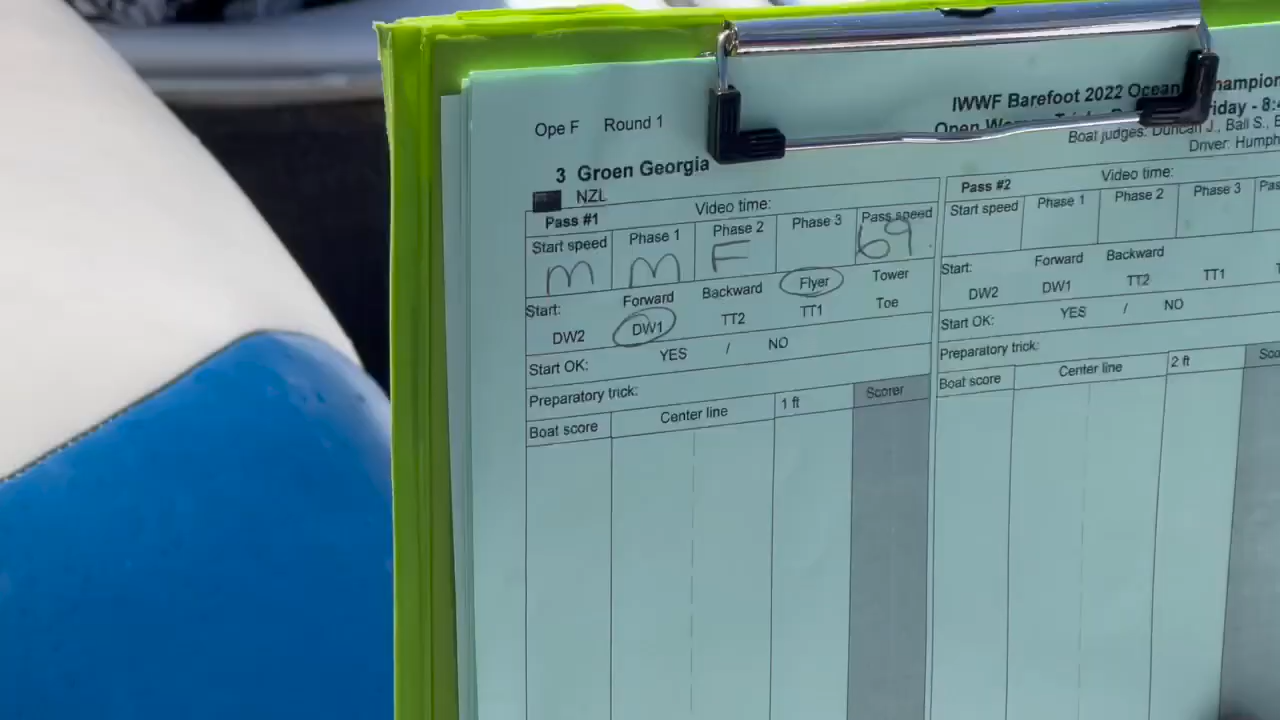 IWWF Barefoot 2022 Ocean
Ope F Round 1
Open
Boat judges: Duncan J., Ball S.,
Driver: Humph
3 Groen Georgia
NZL
Pass #1 Video time:
Start speed Phase 1 Phase 2 Phase 3 Pass speed
m m F 69
Start: Forward Backward Flyer Tower
DW2 DW1 TT2 TT1 Toe
Start OK: YES / NO
Preparatory trick:
Boat score Center line 1 ft Scorer
Pass #2 Video time:
Start speed Phase 1 Phase 2 Phase 3
Start: Forward Backward
DW2 DW1 TT2 TT1
Start OK: YES / NO
Preparatory trick:
Boat score Center line 2 ft